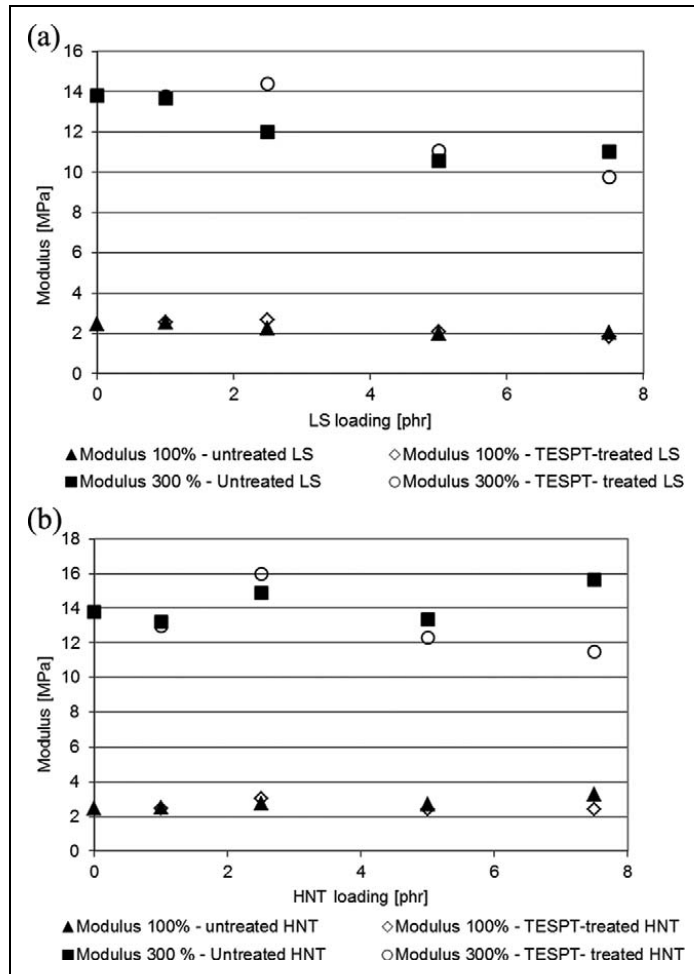 (a)
16
14
12
10
8
6
4
2
0
Modulus [MPa]
0 2 4 6 8
LS loading [phr]
▲Modulus 100% - untreated LS ◇Modulus 100% - TESPT-treated LS
■Modulus 300 % - Untreated LS ○Modulus 300% - TESPT- treated LS
(b)
18
16
14
12
10
8
6
4
2
0
Modulus [MPa]
0 2 4 6 8
HNT loading [phr]
▲Modulus 100% - untreated HNT ◇Modulus 100% - TESPT-treated HNT
■Modulus 300 % - Untreated HNT ○Modulus 300% - TESPT- treated HNT